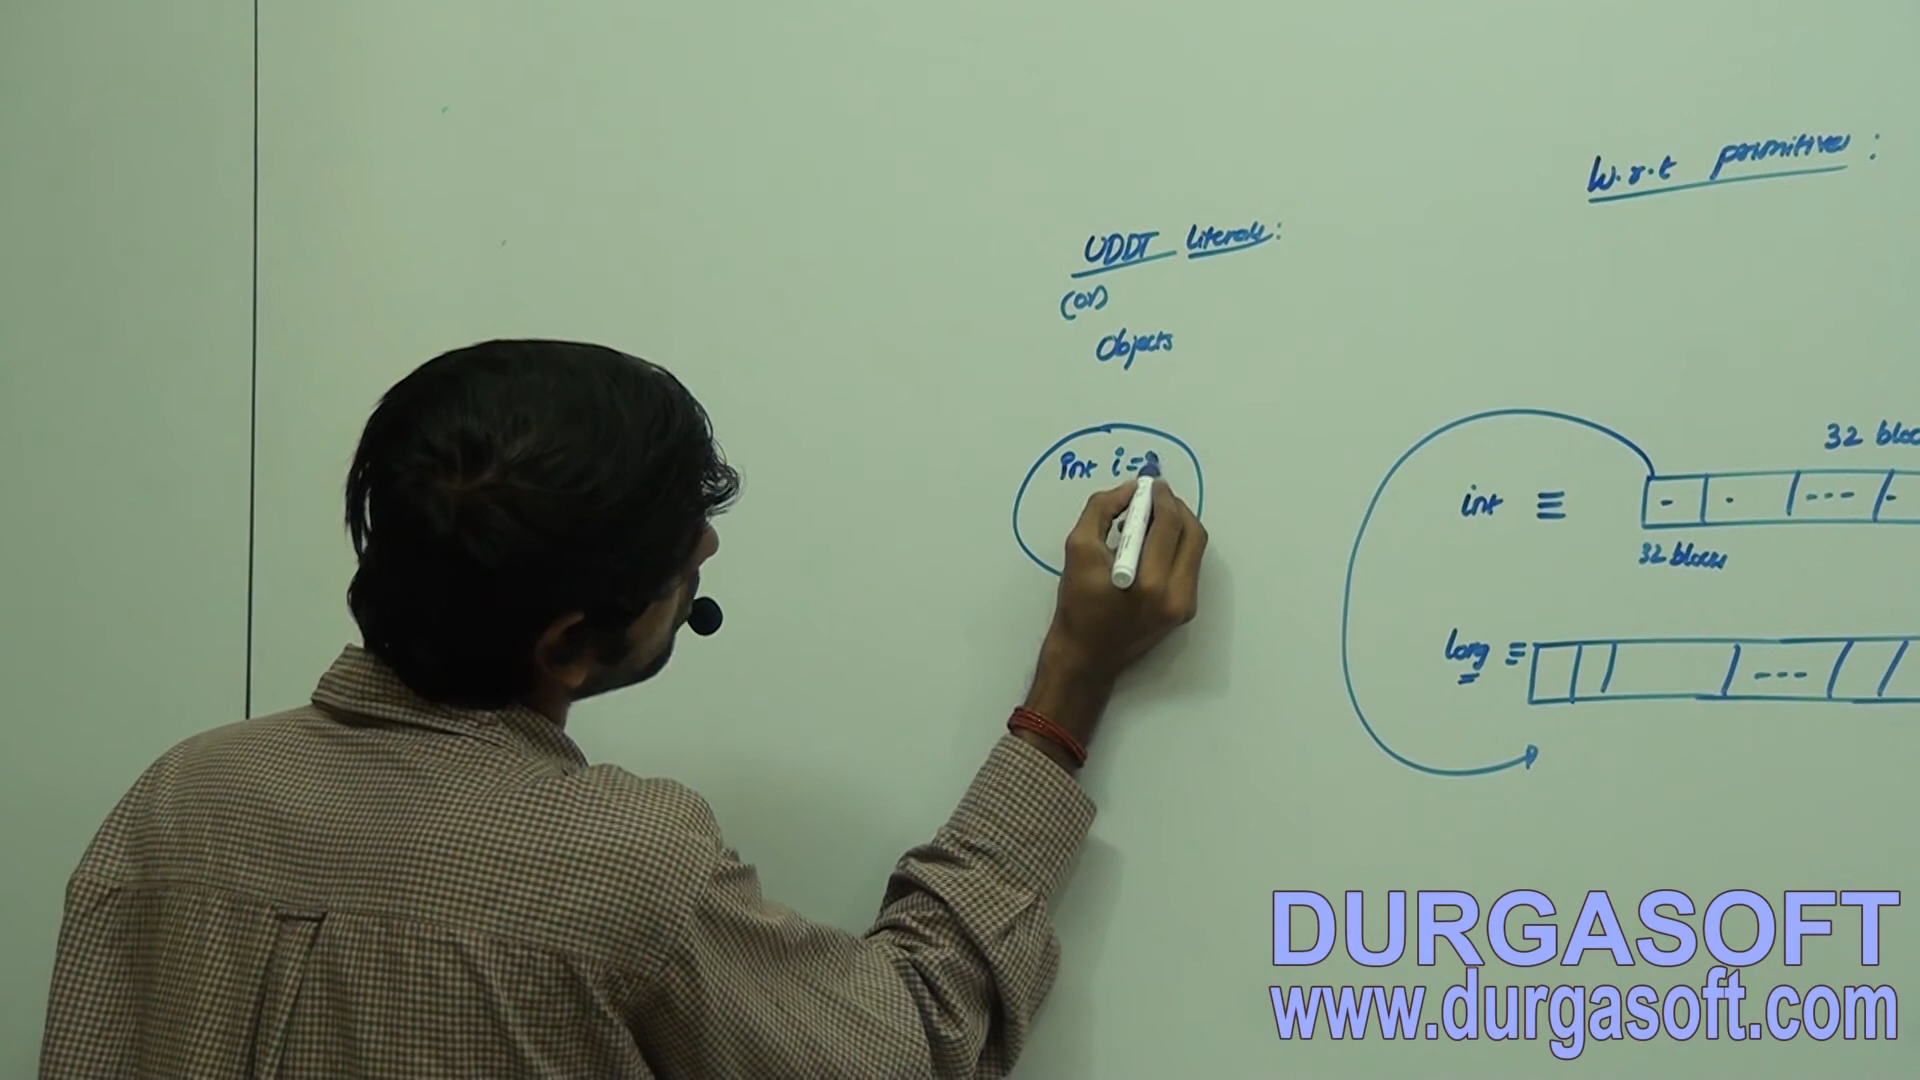 W.r.t primitives :
UDDT Literals :
(or)
Objects
int i=
32 bloc
int ≡
32 blocks
long ≡
DURGASOFT
www.durgasoft.com